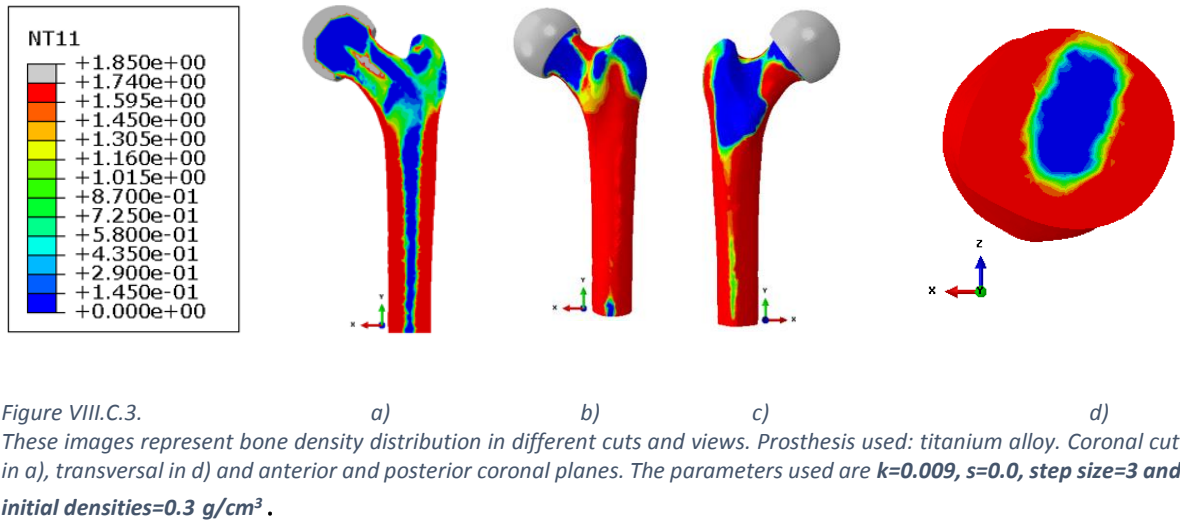 NT11
+1.850e+00
+1.740e+00
+1.595e+00
+1.450e+00
+1.305e+00
+1.160e+00
+1.015e+00
+8.700e-01
+7.250e-01
+5.800e-01
+4.350e-01
+2.900e-01
+1.450e-01
+0.000e+00
Y
X
Y
X
Y
X
Z
X
Y
Figure VIII.C.3. a) b) c) d)
These images represent bone density distribution in different cuts and views. Prosthesis used: titanium alloy. Coronal cut
in a), transversal in d) and anterior and posterior coronal planes. The parameters used are k=0.009, s=0.0, step size=3 and
initial densities=0.3 g/cm³ .